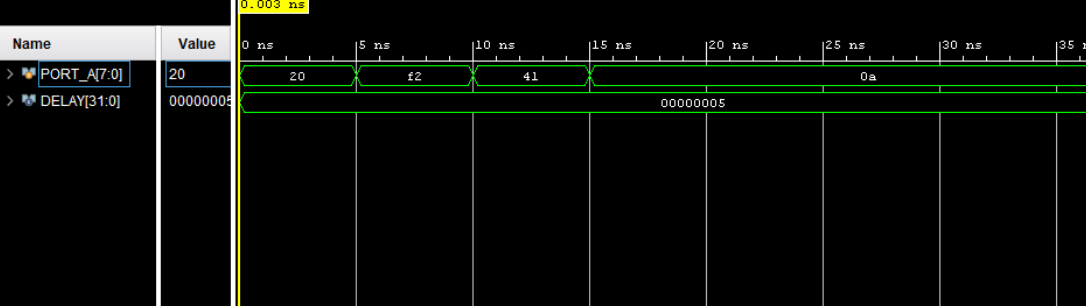 0.003 ns
Name Value
0 ns 5 ns 10 ns 15 ns 20 ns 25 ns 30 ns 35 n
PORT_A[7:0] 20 20 f2 41 0a
DELAY[31:0] 00000005 00000005